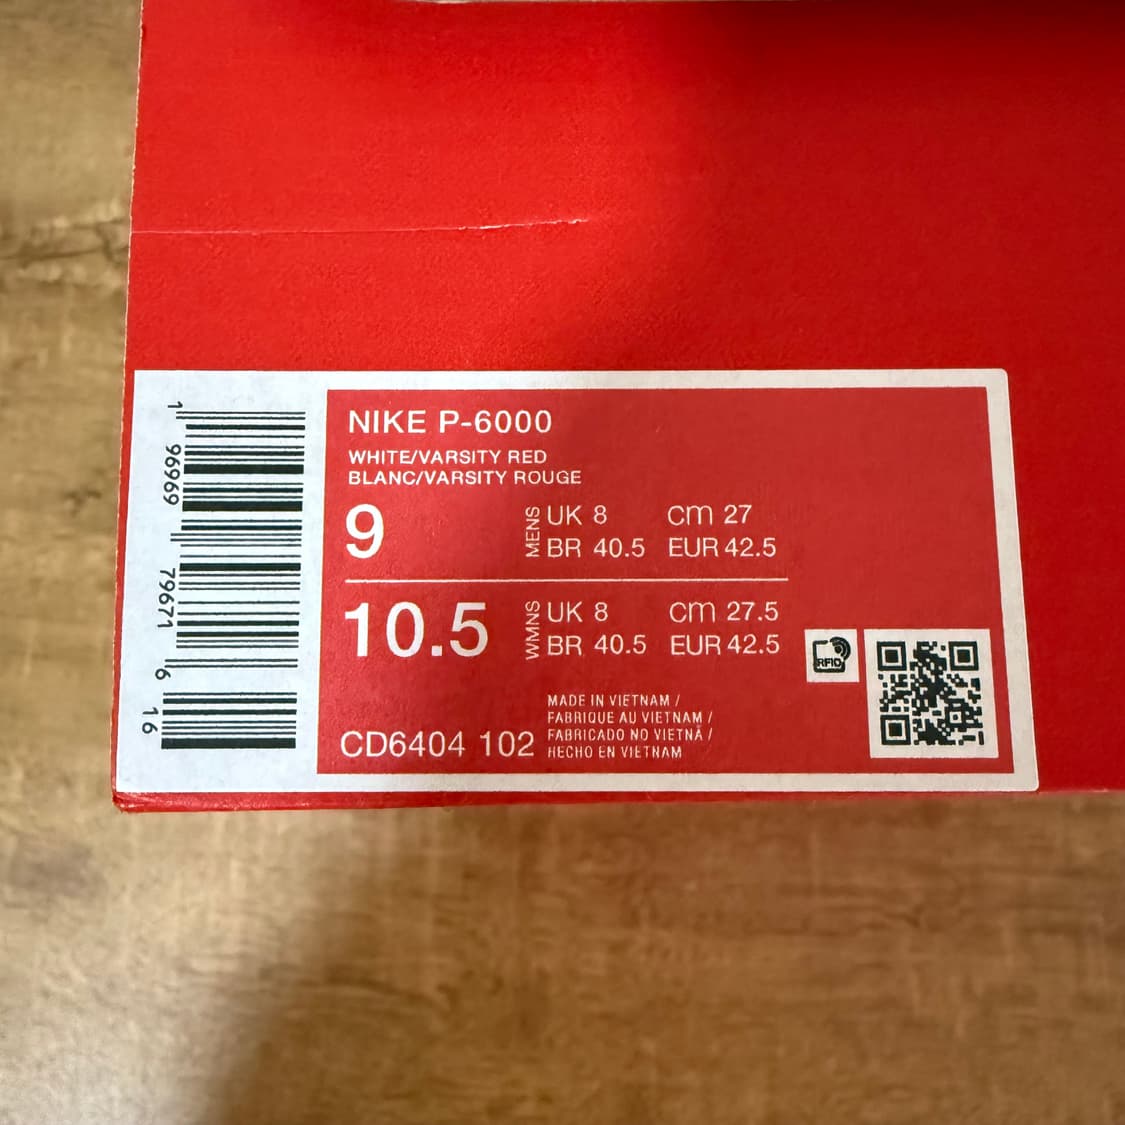 NIKE P-6000
WHITE/VARSITY RED
BLANC/VARSITY ROUGE
9
MENS
UK 8 cm 27
BR 40.5 EUR 42.5
10.5
WMNS
UK 8 cm 27.5
BR 40.5 EUR 42.5
CD6404 102
MADE IN VIETNAM /
FABRIQUE AU VIETNAM /
FABRICADO NO VIETNÃ /
HECHO EN VIETNAM
RFID
1 96969 79671 6 16